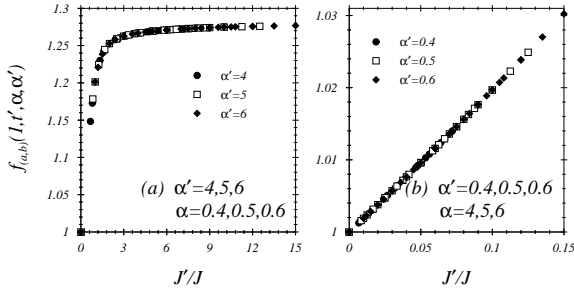 f(a,b)(1,t′,α,α′)
1.3
1.25
1.2
1.15
1.1
1.05
1
0 3 6 9 12 15
α′=4
α′=5
α′=6
(a) α′=4,5,6
α=0.4,0.5,0.6
J′/J
1.03
1.02
1.01
1
0 0.05 0.1 0.15
α′=0.4
α′=0.5
α′=0.6
(b) α′=0.4,0.5,0.6
α=4,5,6
J′/J